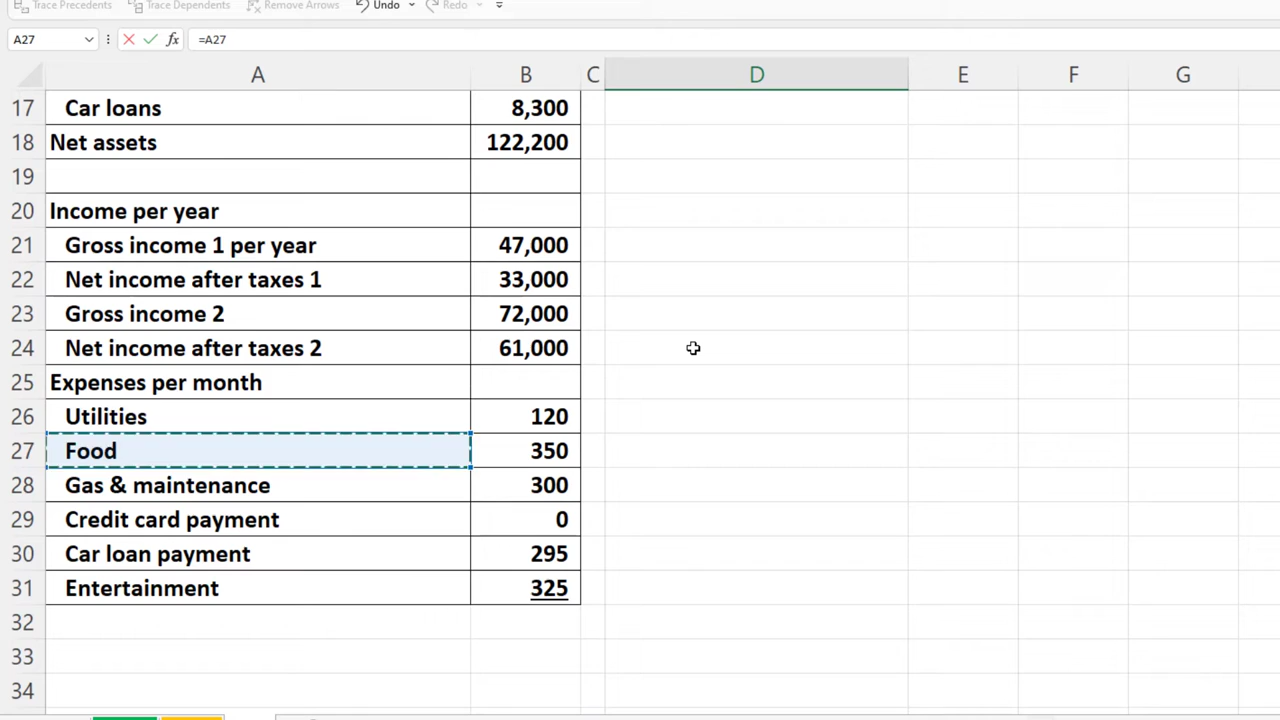 Trace Precedents Trace Dependents Remove Arrows Undo Redo
A27 fx =A27
A B C D E F G
17 Car loans 8,300
18 Net assets 122,200
19
20 Income per year
21 Gross income 1 per year 47,000
22 Net income after taxes 1 33,000
23 Gross income 2 72,000
24 Net income after taxes 2 61,000
25 Expenses per month
26 Utilities 120
27 Food 350
28 Gas & maintenance 300
29 Credit card payment 0
30 Car loan payment 295
31 Entertainment 325
32
33
34